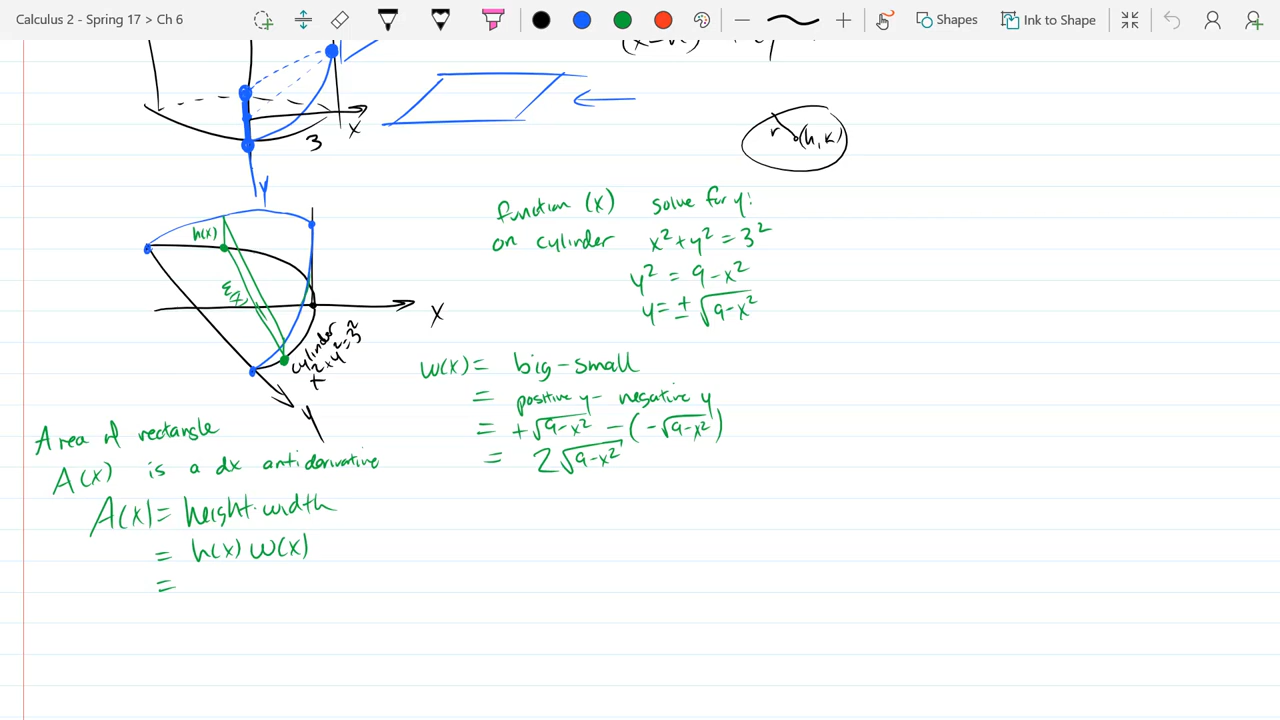 Calculus 2 - Spring 17 > Ch 6
Shapes
Ink to Shape
x
3
y
r
(h,k)
function (x) solve for y:
on cylinder x² + y² = 3²
y² = 9-x²
y = ± √9-x²
h(x)
x
cylinder
x² + y² = 3²
y
w(x) = big - small
= positive y - negative y
= +√9-x² - (-√9-x²)
= 2√9-x²
Area of rectangle
A(x) is a dx antiderivative
A(x) = height · width
= h(x) w(x)
=